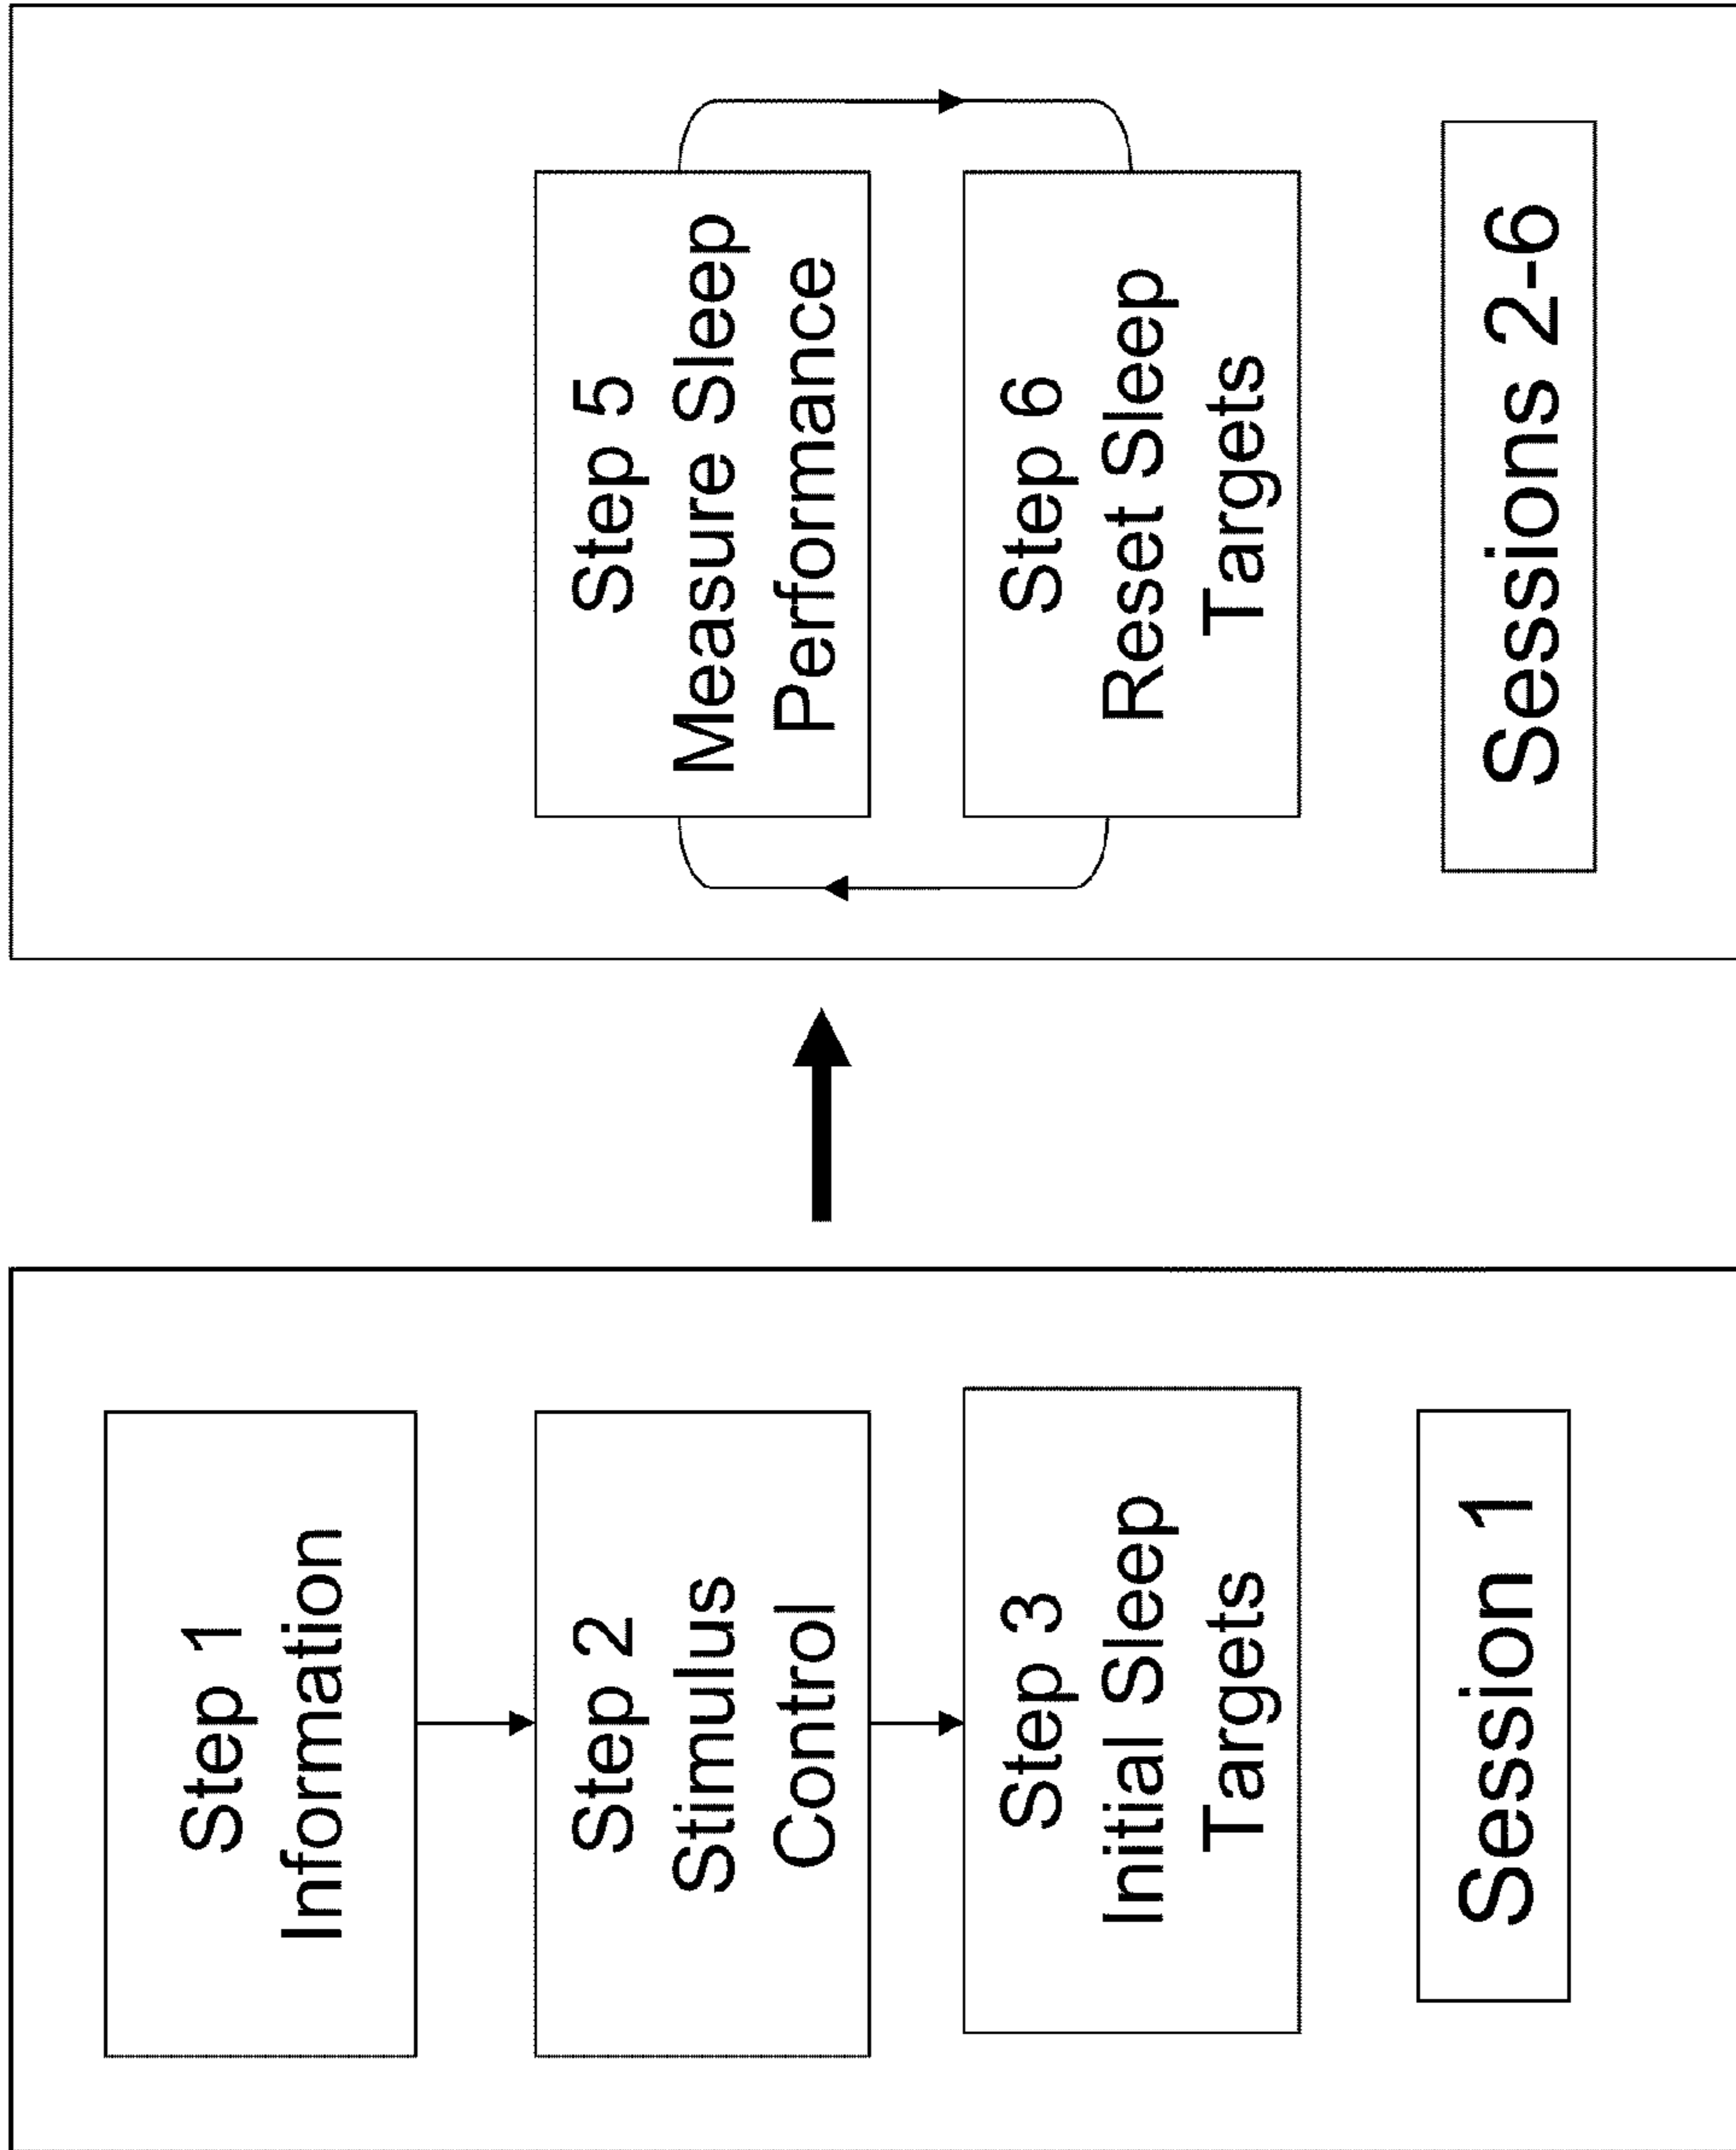 Step 1
Information
Step 2
Stimulus
Control
Step 3
Initial Sleep
Targets
Session 1
Step 5
Measure Sleep
Performance
Step 6
Reset Sleep
Targets
Sessions 2-6